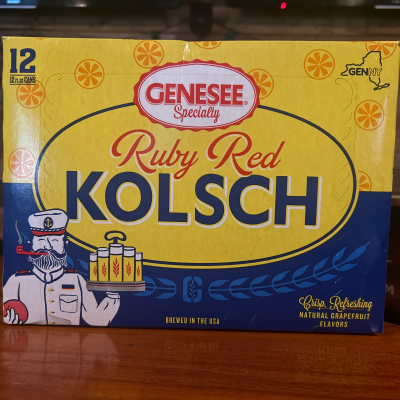 12
12 FL OZ CANS
GENESEE
Specialty
GENNY
Ruby Red
KOLSCH
G
BREWED IN THE USA
Crisp, Refreshing
NATURAL GRAPEFRUIT
FLAVORS